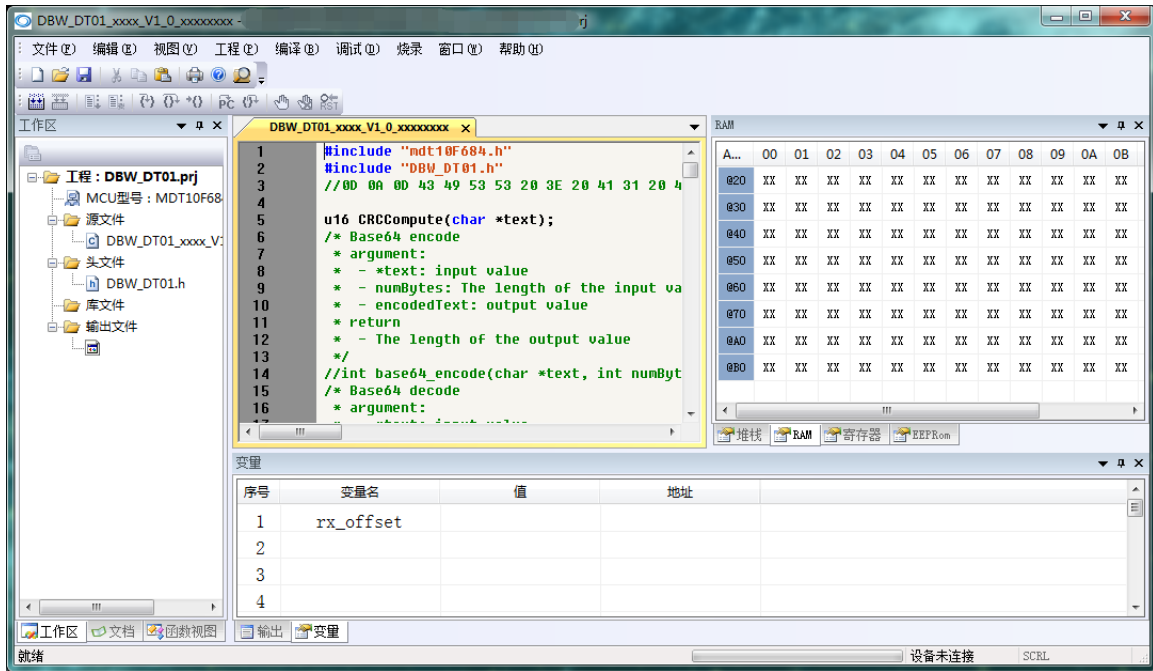 DBW_DT01_xxxx_V1_0_xxxxxxxx - rj
文件(F) 编辑(E) 视图(V) 工程(P) 编译(B) 调试(D) 烧录 窗口(W) 帮助(H)
工作区
工程：DBW_DT01.prj
MCU型号：MDT10F68
源文件
DBW_DT01_xxxx_V
头文件
DBW_DT01.h
库文件
输出文件
工作区 文档 函数视图
DBW_DT01_xxxx_V1_0_xxxxxxxx
1 #include "mdt10F684.h"
2 #include "DBW_DT01.h"
3 //0D 0A 0D 43 49 53 53 20 3E 20 41 31 20 4
4
5 u16 CRCCompute(char *text);
6 /* Base64 encode
7 * argument:
8 * - *text: input value
9 * - numBytes: The length of the input va
10 * - encodedText: output value
11 * return
12 * - The length of the output value
13 */
14 //int base64_encode(char *text, int numByt
15 /* Base64 decode
16 * argument:
RAM
A... 00 01 02 03 04 05 06 07 08 09 0A 0B
@20 XX XX XX XX XX XX XX XX XX XX XX XX
@30 XX XX XX XX XX XX XX XX XX XX XX XX
@40 XX XX XX XX XX XX XX XX XX XX XX XX
@50 XX XX XX XX XX XX XX XX XX XX XX XX
@60 XX XX XX XX XX XX XX XX XX XX XX XX
@70 XX XX XX XX XX XX XX XX XX XX XX XX
@A0 XX XX XX XX XX XX XX XX XX XX XX XX
@B0 XX XX XX XX XX XX XX XX XX XX XX XX
堆栈 RAM 寄存器 EEPRom
变量
序号 变量名 值 地址
1 rx_offset
2
3
4
输出 变量
就绪 设备未连接 SCRL